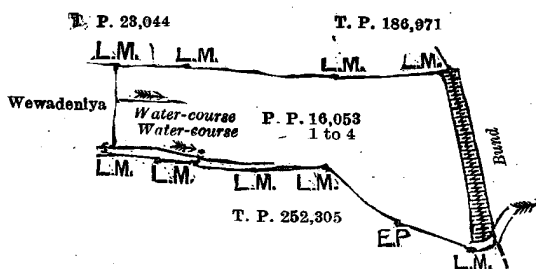 T. P. 23,044
T. P. 186,971
L.M. L.M. L.M. L.M.
Wewadeniya
Water-course
Water-course
P. P. 16,053
1 to 4
Bund
L.M. L.M. L.M. L.M.
T. P. 252,305
E.P
L.M.